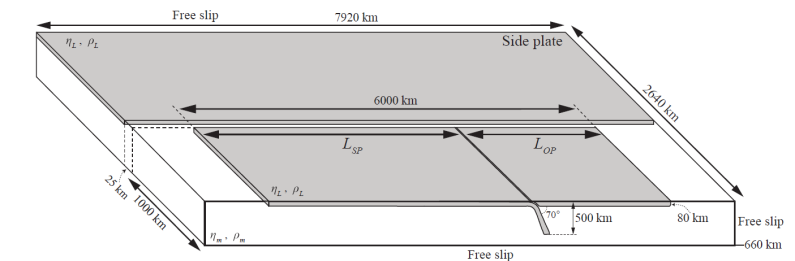 Free slip
7920 km
η_L , ρ_L
Side plate
2640 km
6000 km
L_SP
L_OP
25 km
1000 km
η_L , ρ_L
70°
500 km
80 km
Free slip
η_m , ρ_m
660 km
Free slip